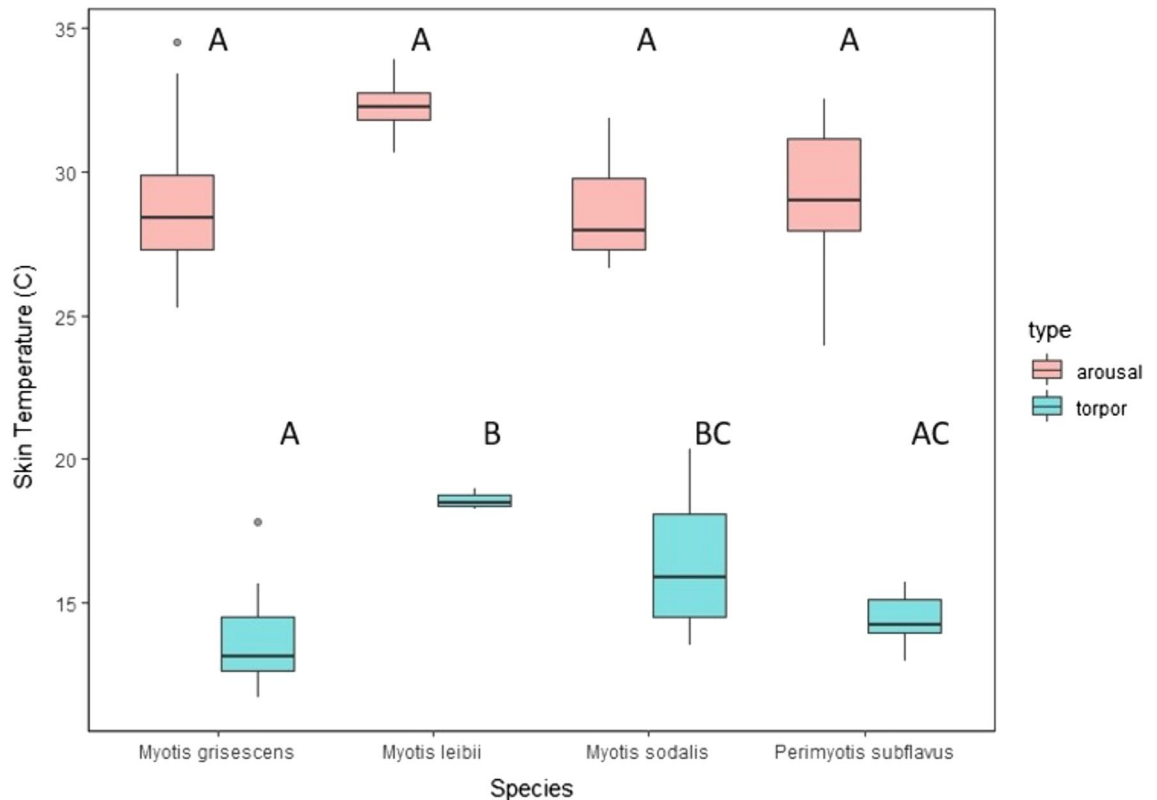 35
A A A A
30
25
20
15
A B BC AC
Skin Temperature (C)
Myotis grisescens Myotis leibii Myotis sodalis Perimyotis subflavus
Species
type
arousal
torpor